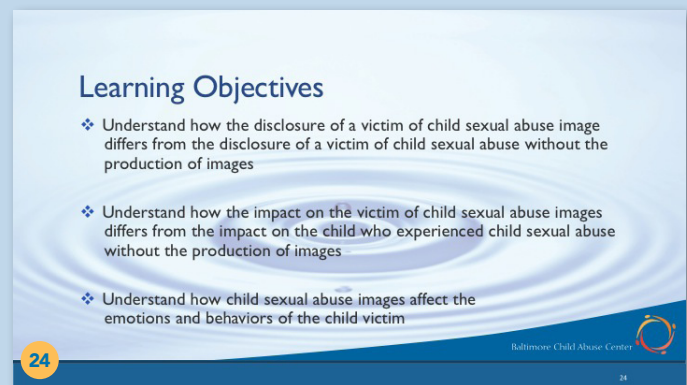 Learning Objectives
❖ Understand how the disclosure of a victim of child sexual abuse image
differs from the disclosure of a victim of child sexual abuse without the
production of images
❖ Understand how the impact on the victim of child sexual abuse images
differs from the impact on the child who experienced child sexual abuse
without the production of images
❖ Understand how child sexual abuse images affect the
emotions and behaviors of the child victim
Baltimore Child Abuse Center
24
24